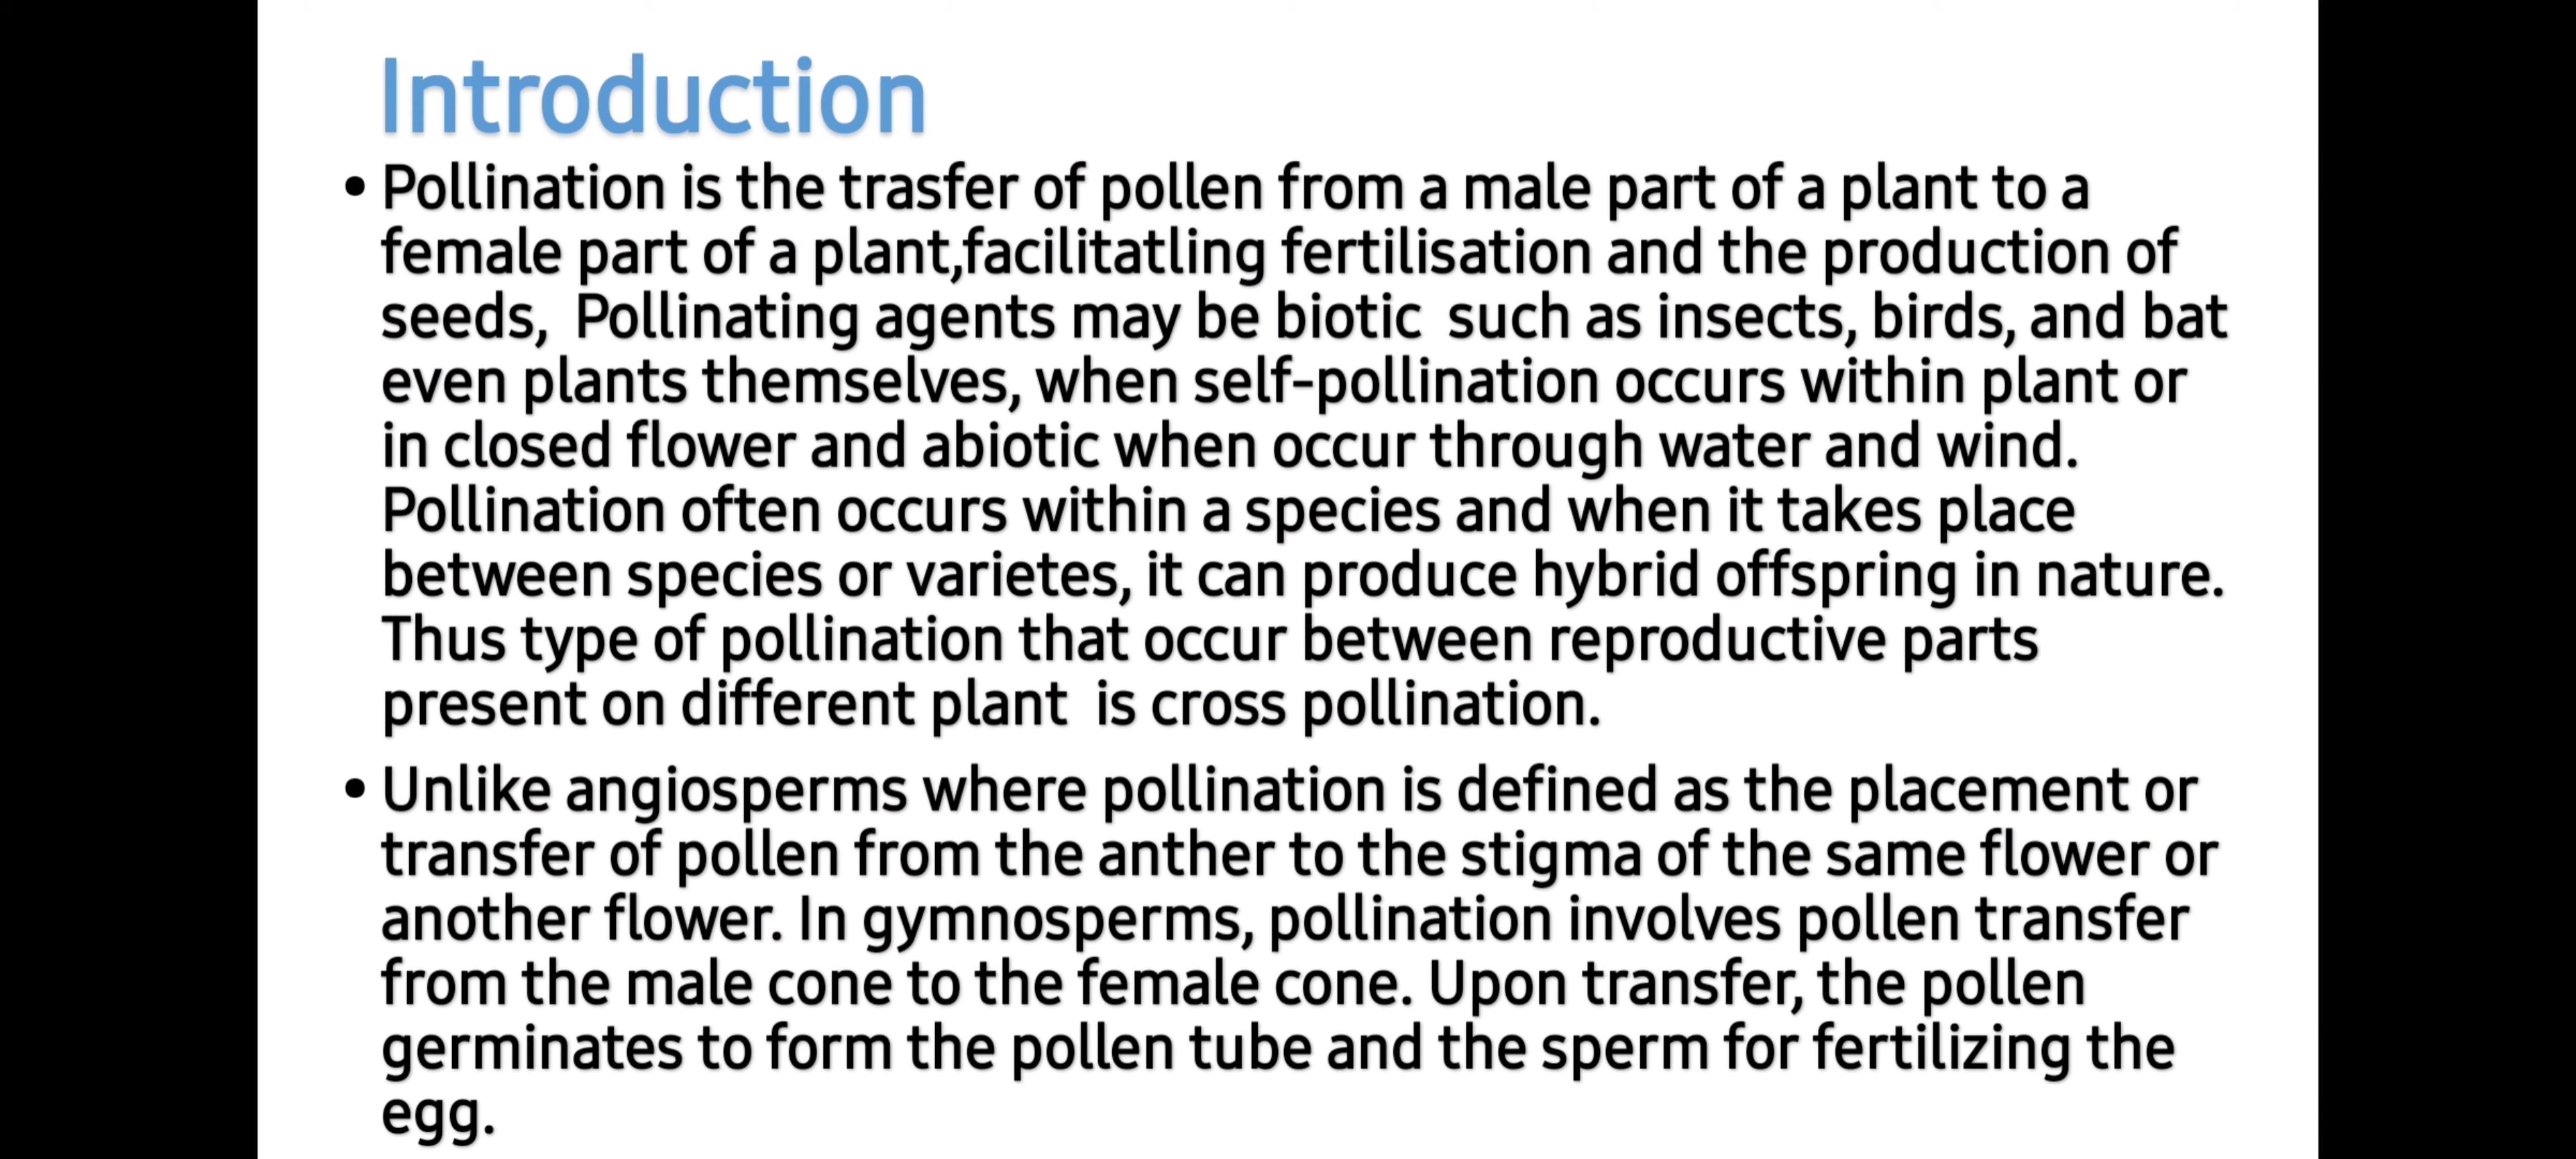 Introduction
• Pollination is the trasfer of pollen from a male part of a plant to a
female part of a plant,facilitatling fertilisation and the production of
seeds,  Pollinating agents may be biotic  such as insects, birds, and bat
even plants themselves, when self-pollination occurs within plant or
in closed flower and abiotic when occur through water and wind.
Pollination often occurs within a species and when it takes place
between species or varietes, it can produce hybrid offspring in nature.
Thus type of pollination that occur between reproductive parts
present on different plant  is cross pollination.
• Unlike angiosperms where pollination is defined as the placement or
transfer of pollen from the anther to the stigma of the same flower or
another flower. In gymnosperms, pollination involves pollen transfer
from the male cone to the female cone. Upon transfer, the pollen
germinates to form the pollen tube and the sperm for fertilizing the
egg.